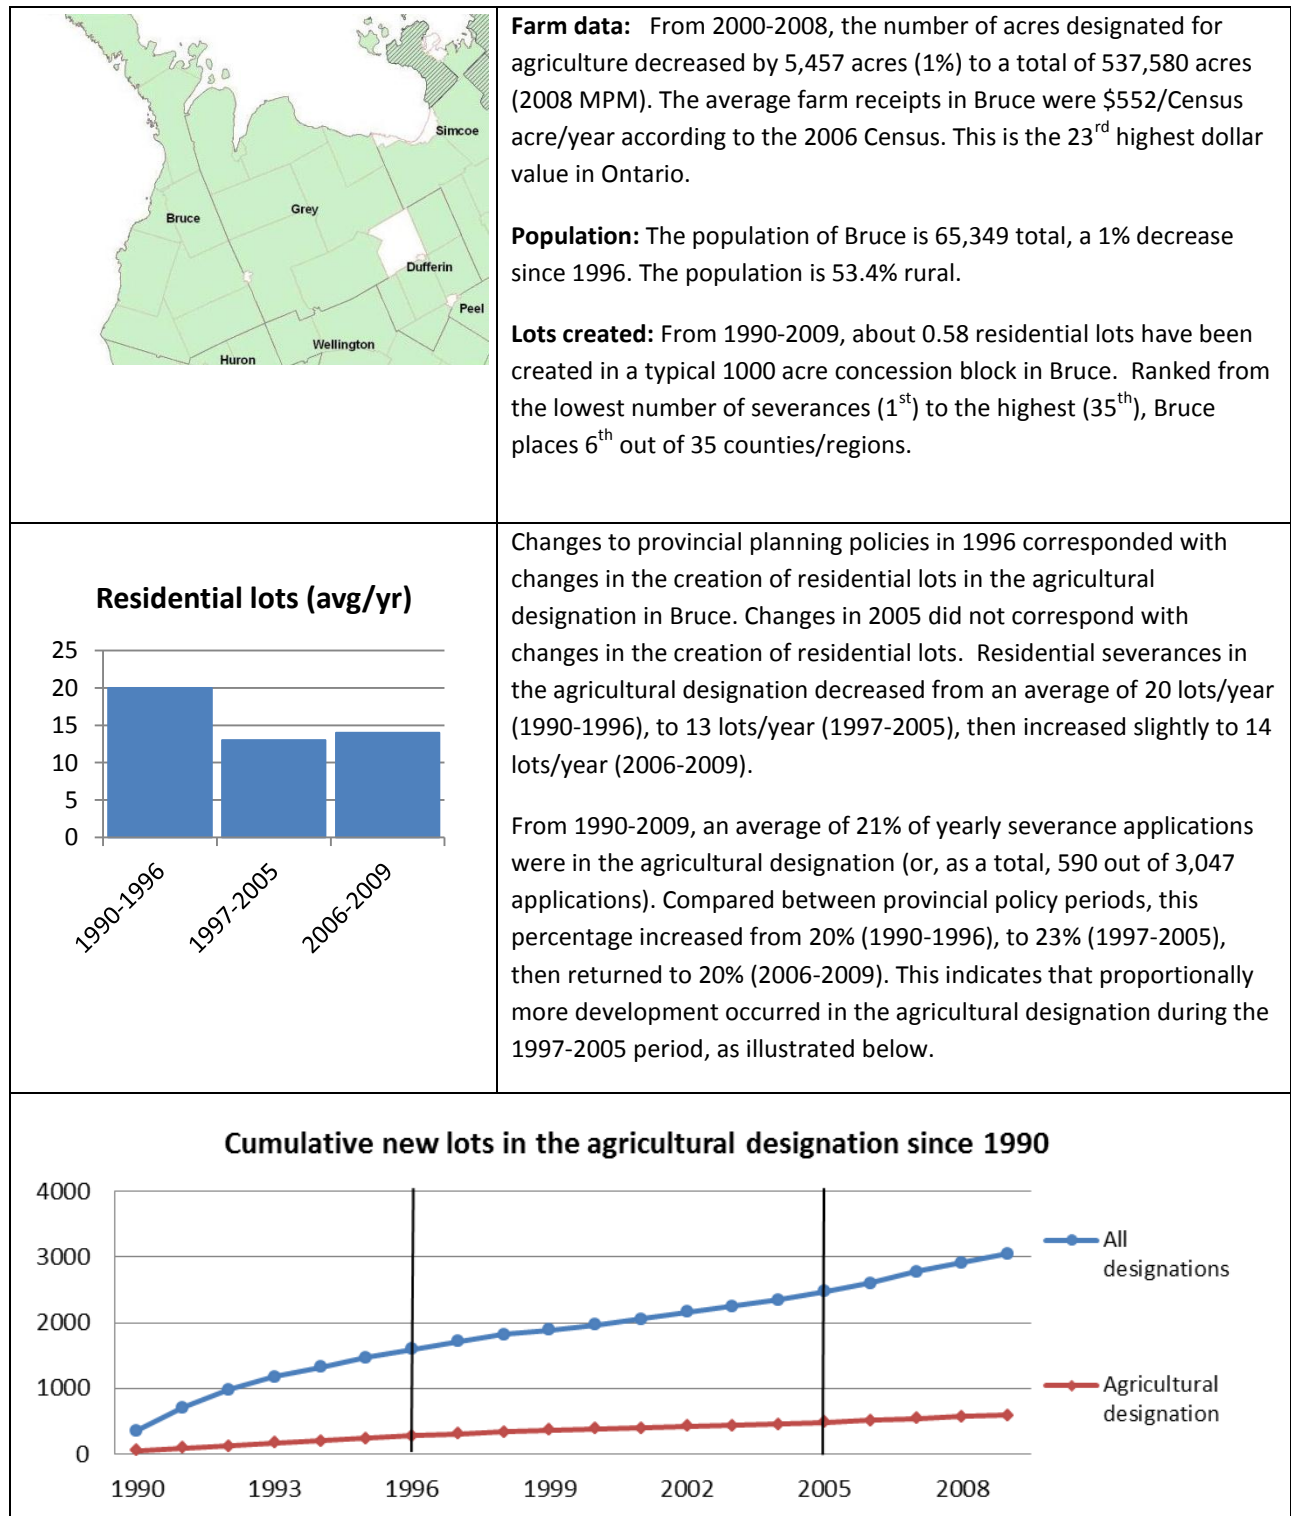 Simcoe
Bruce
Grey
Dufferin
Peel
Wellington
Huron
Farm data:   From 2000-2008, the number of acres designated for
agriculture decreased by 5,457 acres (1%) to a total of 537,580 acres
(2008 MPM). The average farm receipts in Bruce were $552/Census
acre/year according to the 2006 Census. This is the 23rd highest dollar
value in Ontario.
Population: The population of Bruce is 65,349 total, a 1% decrease
since 1996. The population is 53.4% rural.
Lots created: From 1990-2009, about 0.58 residential lots have been
created in a typical 1000 acre concession block in Bruce.  Ranked from
the lowest number of severances (1st) to the highest (35th), Bruce
places 6th out of 35 counties/regions.
Residential lots (avg/yr)
25
20
15
10
5
0
1990-1996
1997-2005
2006-2009
Changes to provincial planning policies in 1996 corresponded with
changes in the creation of residential lots in the agricultural
designation in Bruce. Changes in 2005 did not correspond with
changes in the creation of residential lots.  Residential severances in
the agricultural designation decreased from an average of 20 lots/year
(1990-1996), to 13 lots/year (1997-2005), then increased slightly to 14
lots/year (2006-2009).
From 1990-2009, an average of 21% of yearly severance applications
were in the agricultural designation (or, as a total, 590 out of 3,047
applications). Compared between provincial policy periods, this
percentage increased from 20% (1990-1996), to 23% (1997-2005),
then returned to 20% (2006-2009). This indicates that proportionally
more development occurred in the agricultural designation during the
1997-2005 period, as illustrated below.
Cumulative new lots in the agricultural designation since 1990
4000
3000
2000
1000
0
1990 1993 1996 1999 2002 2005 2008
All
designations
Agricultural
designation